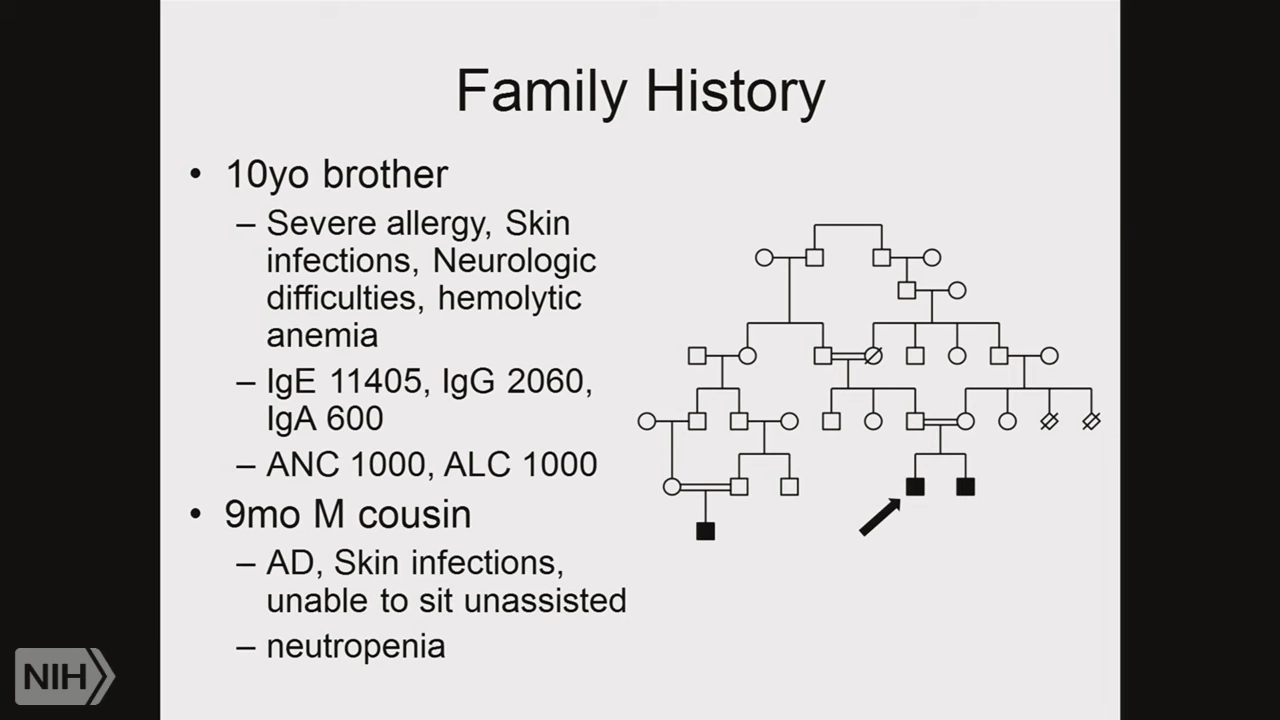 Family History
• 10yo brother
– Severe allergy, Skin
infections, Neurologic
difficulties, hemolytic
anemia
– IgE 11405, IgG 2060,
IgA 600
– ANC 1000, ALC 1000
• 9mo M cousin
– AD, Skin infections,
unable to sit unassisted
– neutropenia
NIH